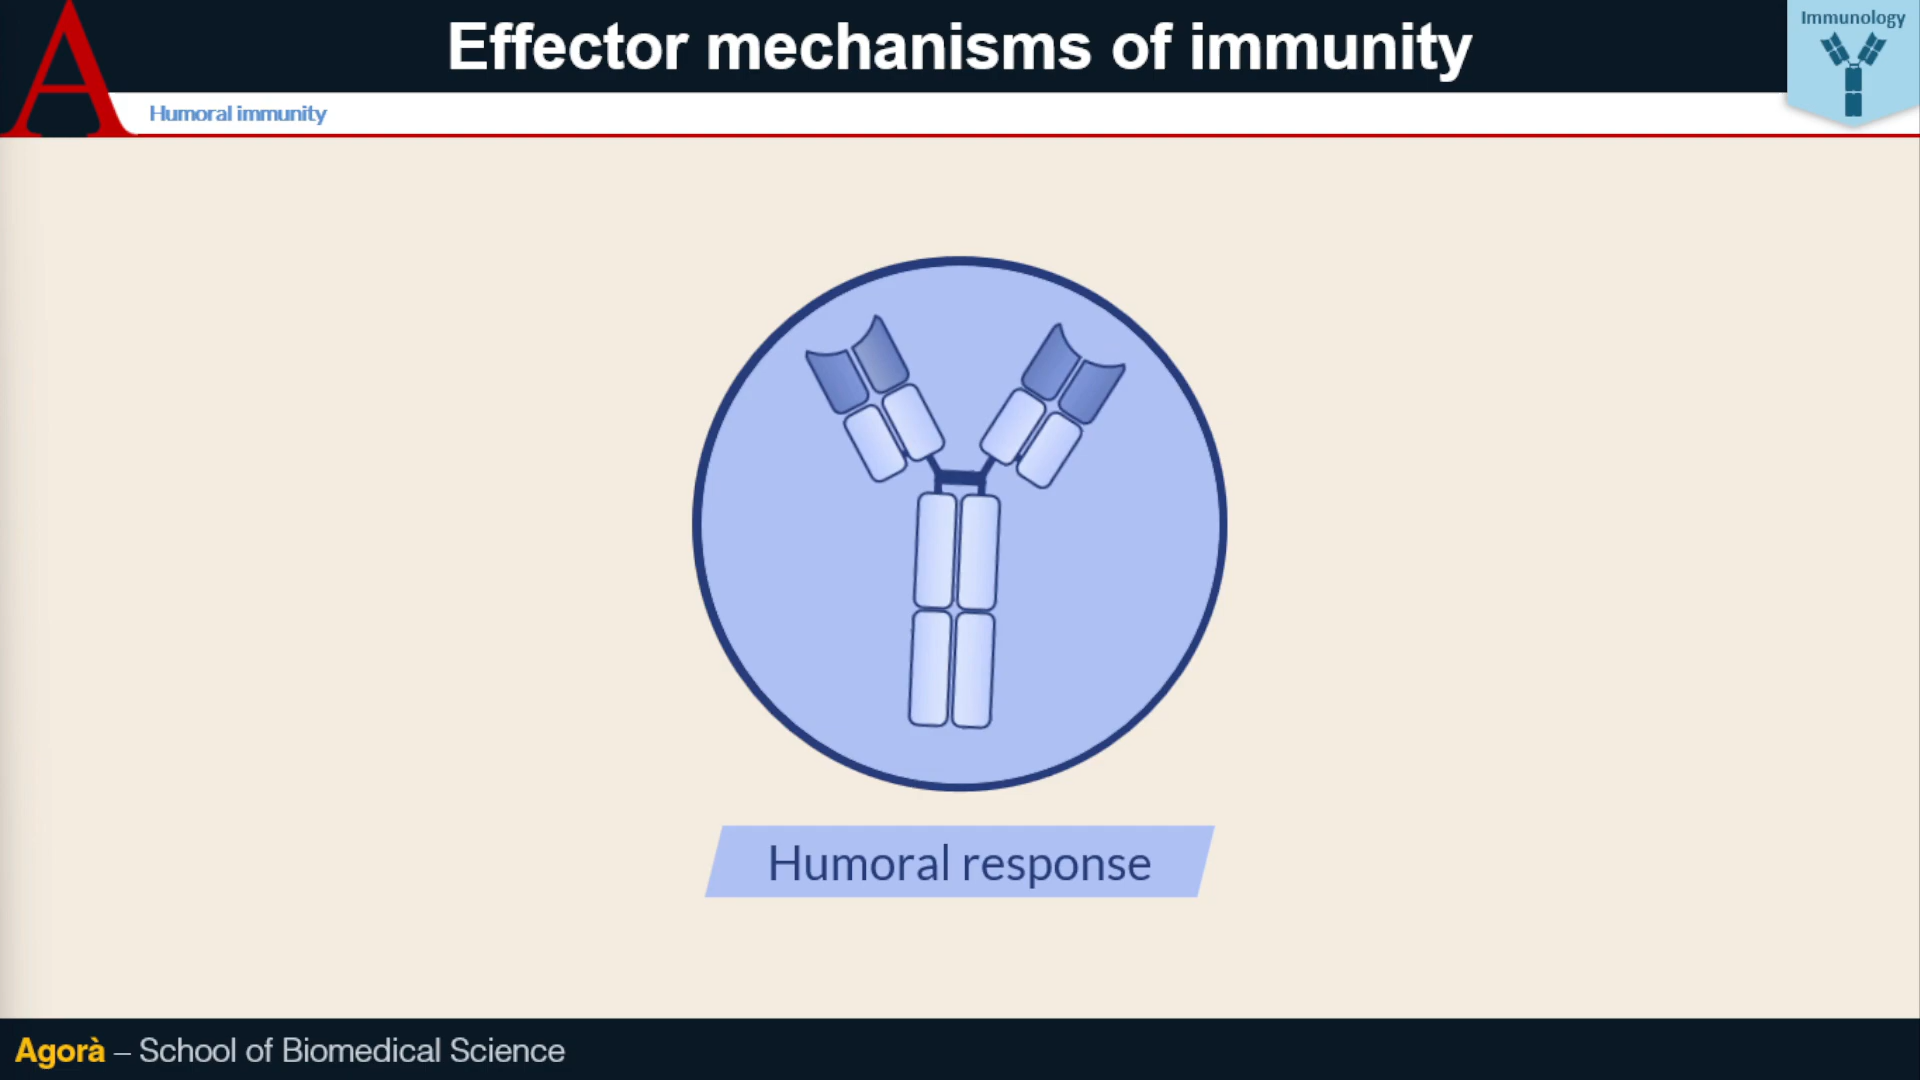 Effector mechanisms of immunity
Immunology
A
Humoral immunity
Humoral response
Agorà – School of Biomedical Science